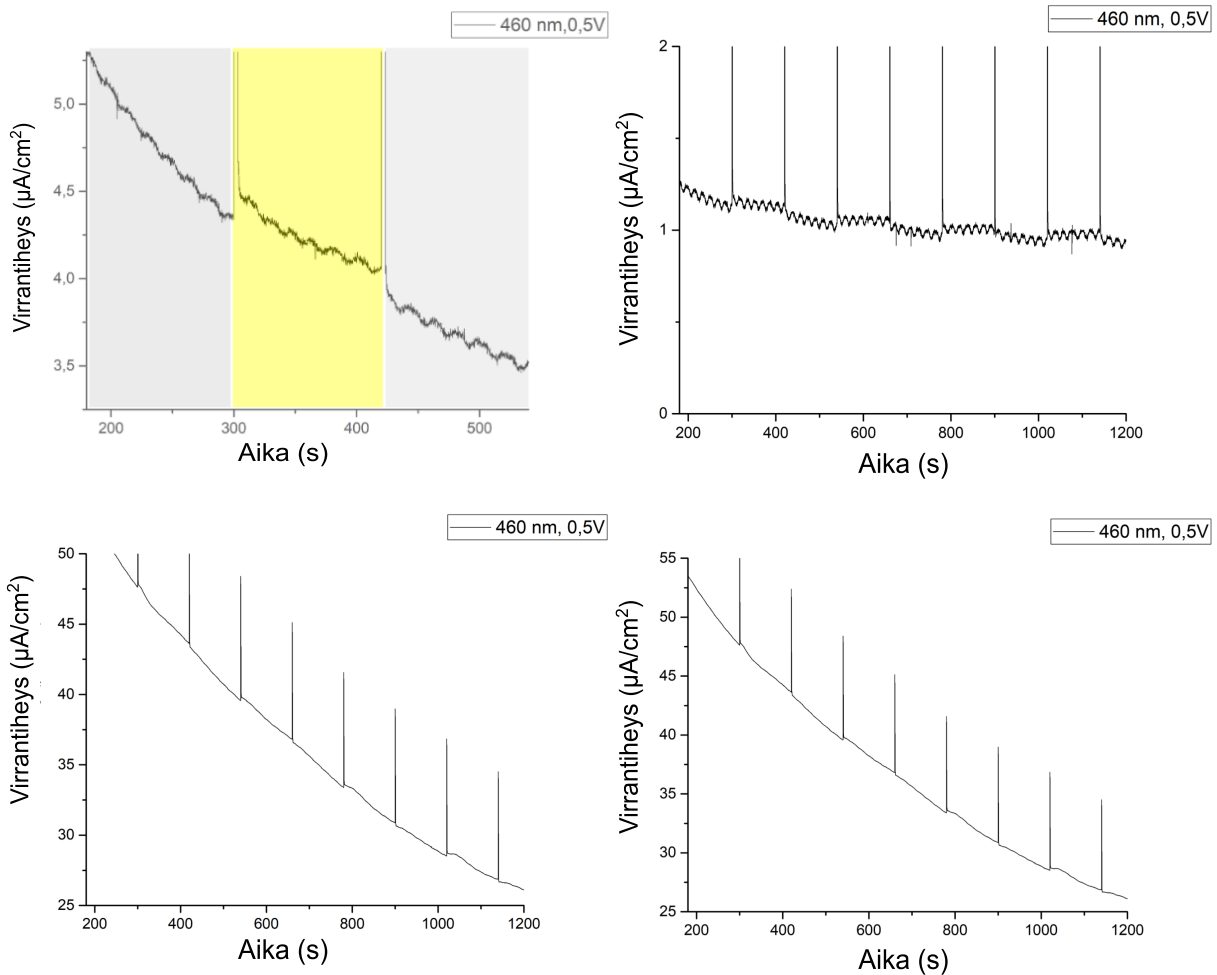 460 nm,0,5V
Virrantiheys (µA/cm²)
5,0
4,5
4,0
3,5
200 300 400 500
Aika (s)
460 nm, 0,5V
Virrantiheys (µA/cm²)
2
1
0
200 400 600 800 1000 1200
Aika (s)
460 nm, 0,5V
Virrantiheys (µA/cm²)
50
45
40
35
30
25
200 400 600 800 1000 1200
Aika (s)
460 nm, 0,5V
Virrantiheys (µA/cm²)
55
50
45
40
35
30
25
200 400 600 800 1000 1200
Aika (s)